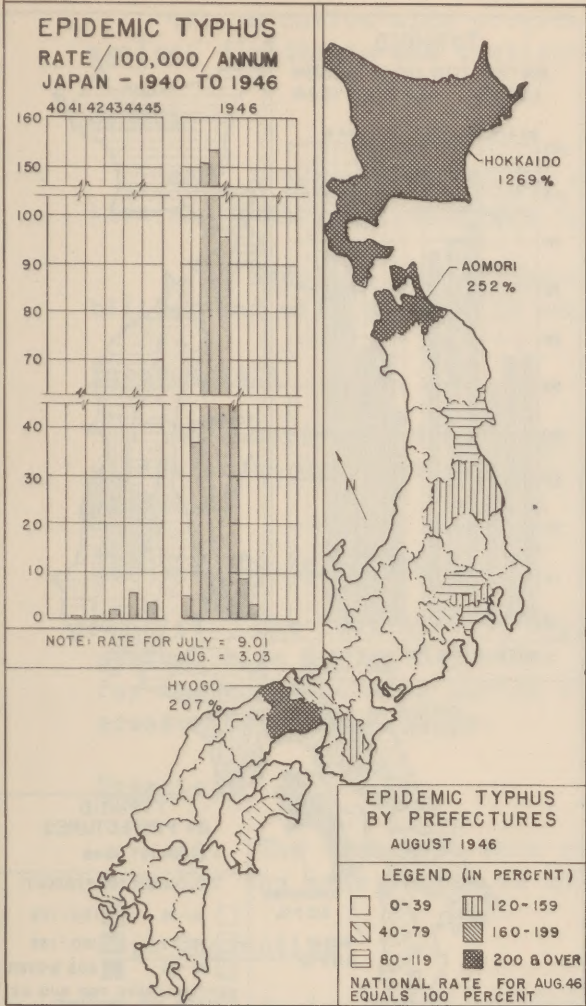 EPIDEMIC TYPHUS
RATE/100,000/ANNUM
JAPAN - 1940 TO 1946
40 41 42 43 44 45 1946
160
150
100
90
80
70
40
30
20
10
0
NOTE: RATE FOR JULY = 9.01
AUG. = 3.03
HOKKAIDO
1269%
AOMORI
252%
N
HYOGO
207%
EPIDEMIC TYPHUS
BY PREFECTURES
AUGUST 1946
LEGEND (IN PERCENT)
0-39 120-159
40-79 160-199
80-119 200 & OVER
NATIONAL RATE FOR AUG.46
EQUALS 100 PERCENT